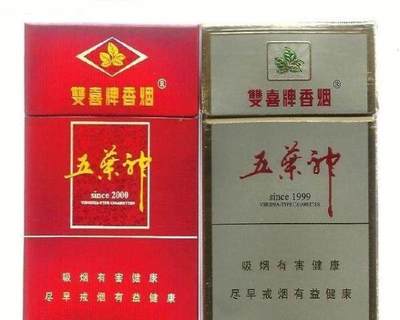 雙喜牌香烟®
五葉神
since 2000
VIRGINIA-TYPE CIGARETTES
吸烟有害健康
尽早戒烟有益健康
雙喜牌香烟®
五葉神
since 1999
VIRGINIA-TYPE CIGARETTES
吸烟有害健康
尽早戒烟有益健康